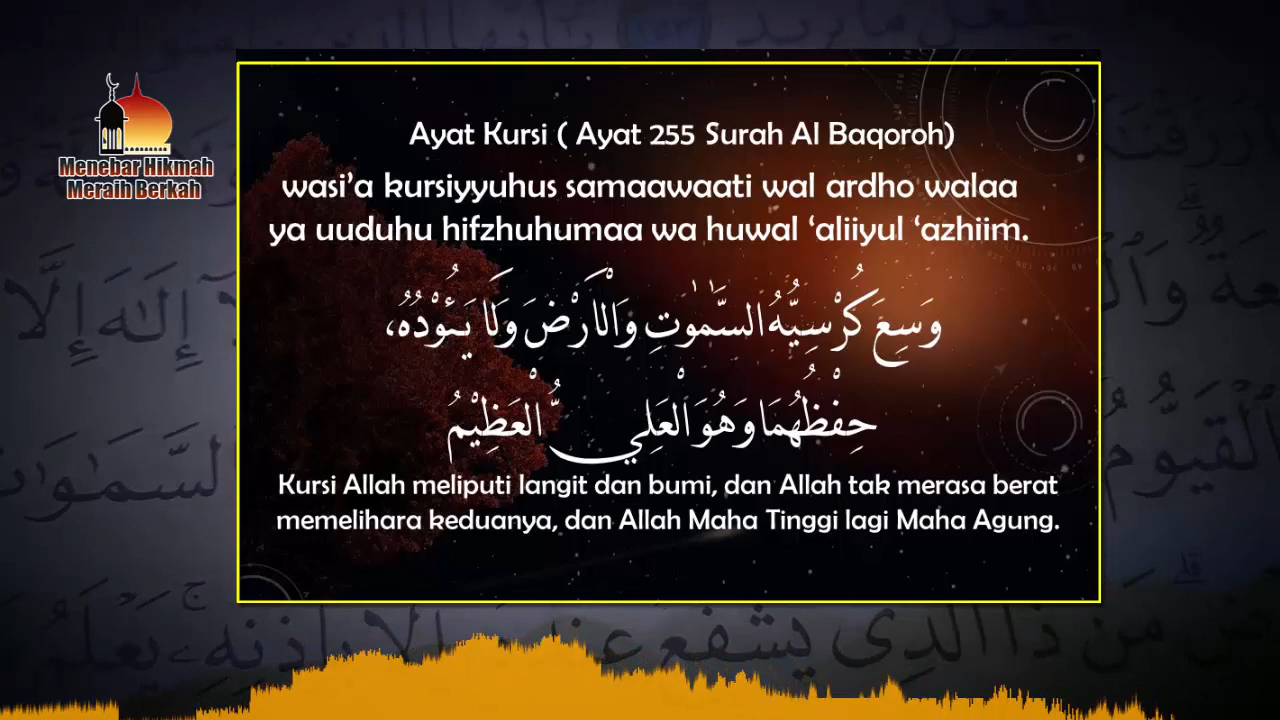 Menebar Hikmah
Meraih Berkah
Ayat Kursi ( Ayat 255 Surah Al Baqoroh)
wasi’a kursiyyuhus samaawaati wal ardho walaa
ya uuduhu hifzhuhumaa wa huwal ‘aliiyul ‘azhiim.
وَسِعَ كُرْسِيُّهُ السَّمٰوٰتِ وَالْاَرْضَ وَلَا يَـُٔوْدُهُ،
حِفْظُهُمَا وَهُوَ الْعَلِيُّ الْعَظِيْمُ
Kursi Allah meliputi langit dan bumi, dan Allah tak merasa berat
memelihara keduanya, dan Allah Maha Tinggi lagi Maha Agung.